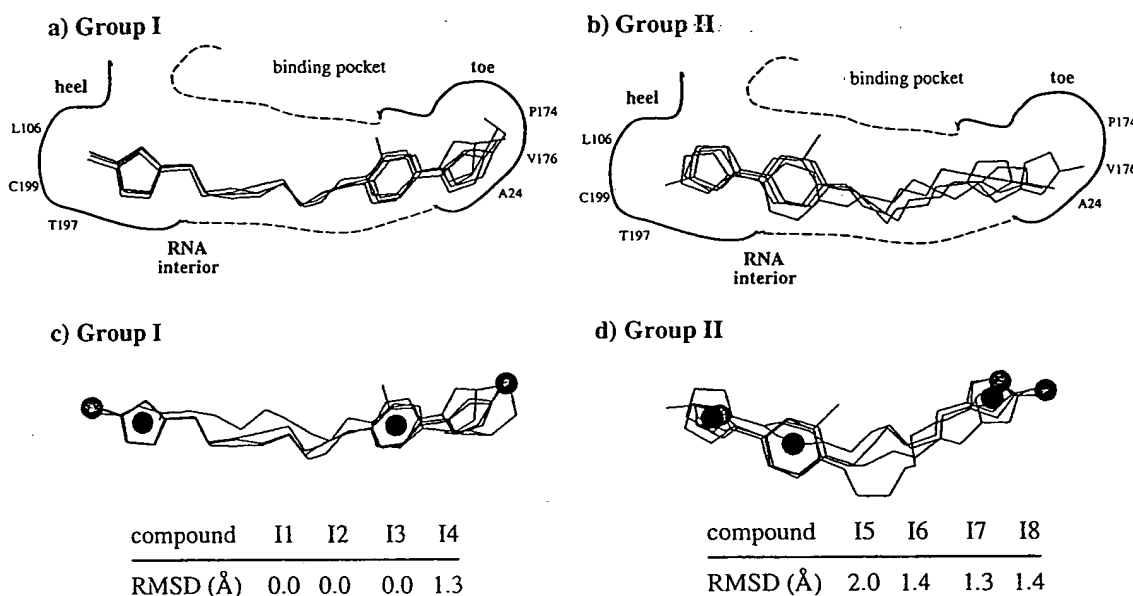 a) Group I
binding pocket
toe
heel
P174
L106
V176
C199
A24
T197
RNA
interior
b) Group II
binding pocket
toe
heel
P174
L106
V176
C199
A24
T197
RNA
interior
c) Group I
compound I1 I2 I3 I4
RMSD (Å) 0.0 0.0 0.0 1.3
d) Group II
compound I5 I6 I7 I8
RMSD (Å) 2.0 1.4 1.3 1.4